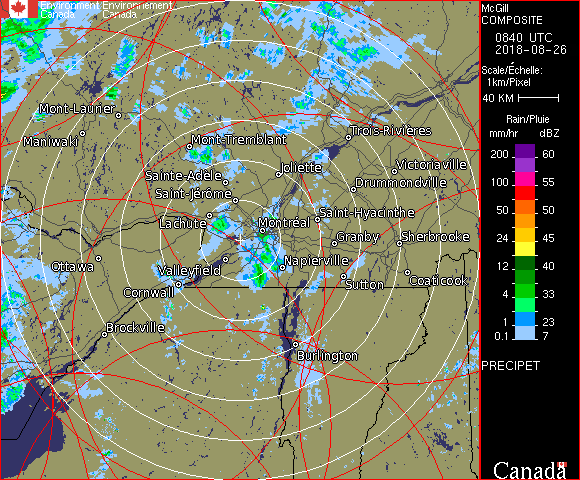 Environment Environnement
Canada Canada
Mont-Laurier
Maniwaki
Mont-Tremblant
Trois-Rivières
Sainte-Adèle
Joliette
Victoriaville
Saint-Jérôme
Drummondville
Lachute
Montréal
Saint-Hyacinthe
Granby
Sherbrooke
Ottawa
Valleyfield
Napierville
Cornwall
Sutton
Coaticook
Brockville
Burlington
McGill
COMPOSITE
0840 UTC
2018-08-26
Scale/Échelle:
1km/Pixel
40 KM
Rain/Pluie
mm/hr dBZ
200 60
150 57
100 55
50 50
24 45
12 40
4 33
1 23
0.1 7
PRECIPET
Canada